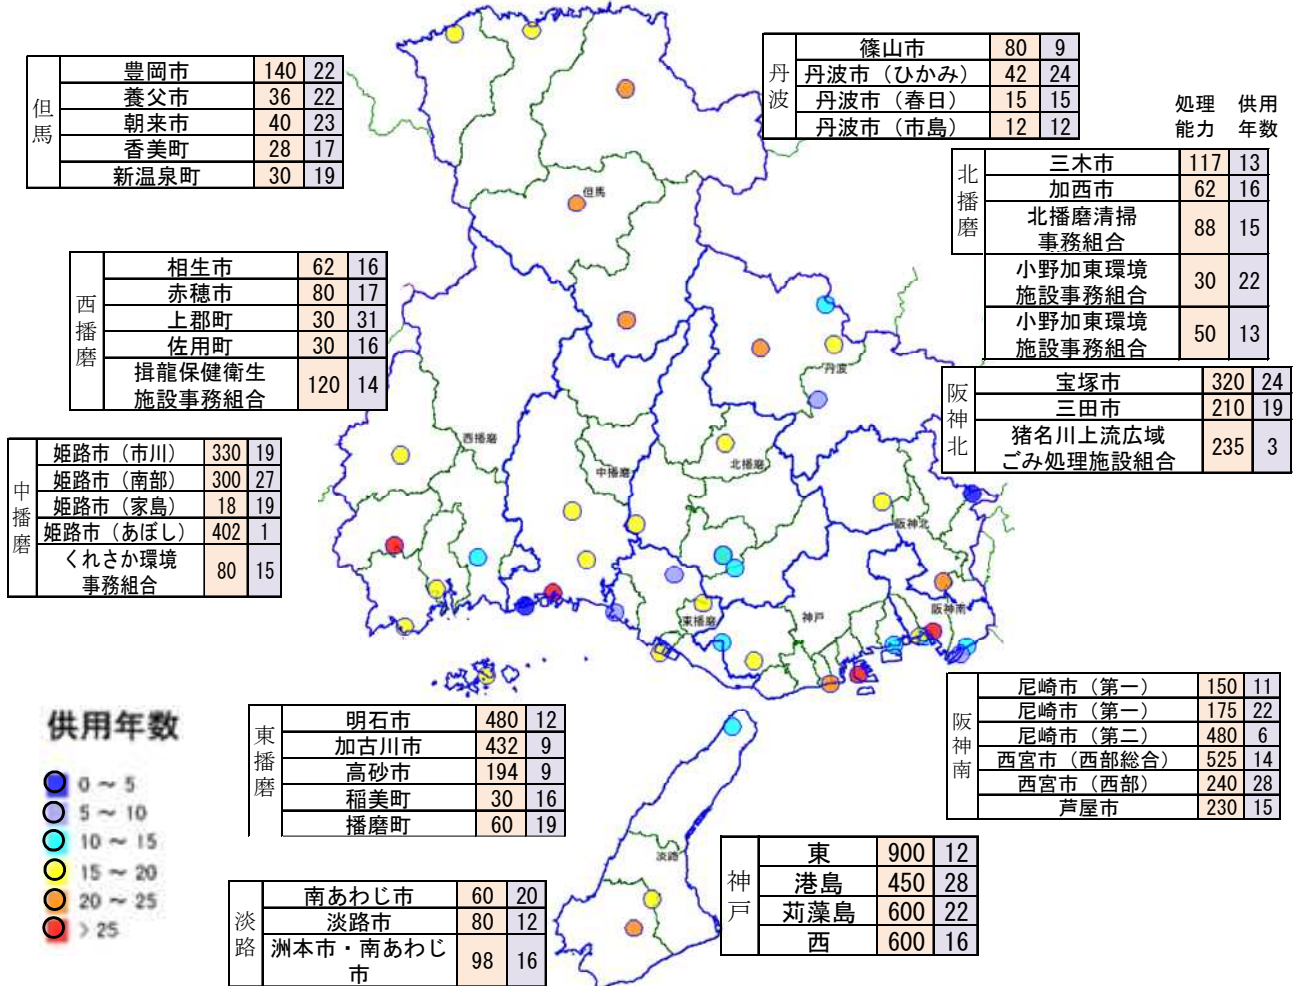 但馬
豊岡市 140 22
養父市 36 22
朝来市 40 23
香美町 28 17
新温泉町 30 19
丹波
篠山市 80 9
丹波市（ひかみ） 42 24
丹波市（春日） 15 15
丹波市（市島） 12 12
処理 供用
能力 年数
北播磨
三木市 117 13
加西市 62 16
北播磨清掃
事務組合 88 15
小野加東環境
施設事務組合 30 22
小野加東環境
施設事務組合 50 13
西播磨
相生市 62 16
赤穂市 80 17
上郡町 30 31
佐用町 30 16
揖龍保健衛生
施設事務組合 120 14
阪神北
宝塚市 320 24
三田市 210 19
猪名川上流広域
ごみ処理施設組合 235 3
中播磨
姫路市（市川） 330 19
姫路市（南部） 300 27
姫路市（家島） 18 19
姫路市（あぼし） 402 1
くれさか環境
事務組合 80 15
但馬
丹波
西播磨
中播磨
北播磨
阪神北
阪神南
東播磨
神戸
淡路
阪神南
尼崎市（第一） 150 11
尼崎市（第一） 175 22
尼崎市（第二） 480 6
西宮市（西部総合） 525 14
西宮市（西部） 240 28
芦屋市 230 15
東播磨
明石市 480 12
加古川市 432 9
高砂市 194 9
稲美町 30 16
播磨町 60 19
供用年数
0～5
5～10
10～15
15～20
20～25
>25
神戸
東 900 12
港島 450 28
苅藻島 600 22
西 600 16
淡路
南あわじ市 60 20
淡路市 80 12
洲本市・南あわじ
市 98 16